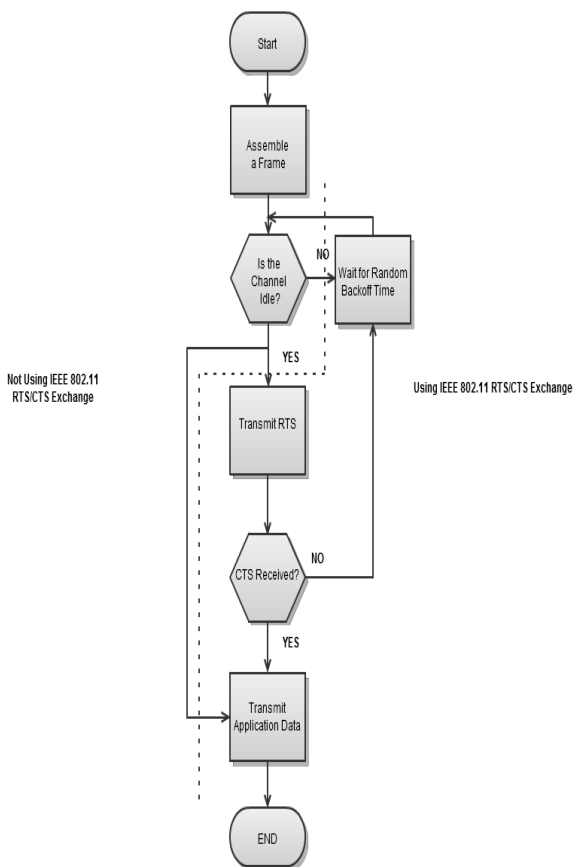 Start
Assemble
a Frame
Is the
Channel
Idle?
NO
Wait for Random
Backoff Time
YES
Not Using IEEE 802.11
RTS/CTS Exchange
Using IEEE 802.11 RTS/CTS Exchange
Transmit RTS
CTS Received?
NO
YES
Transmit
Application Data
END